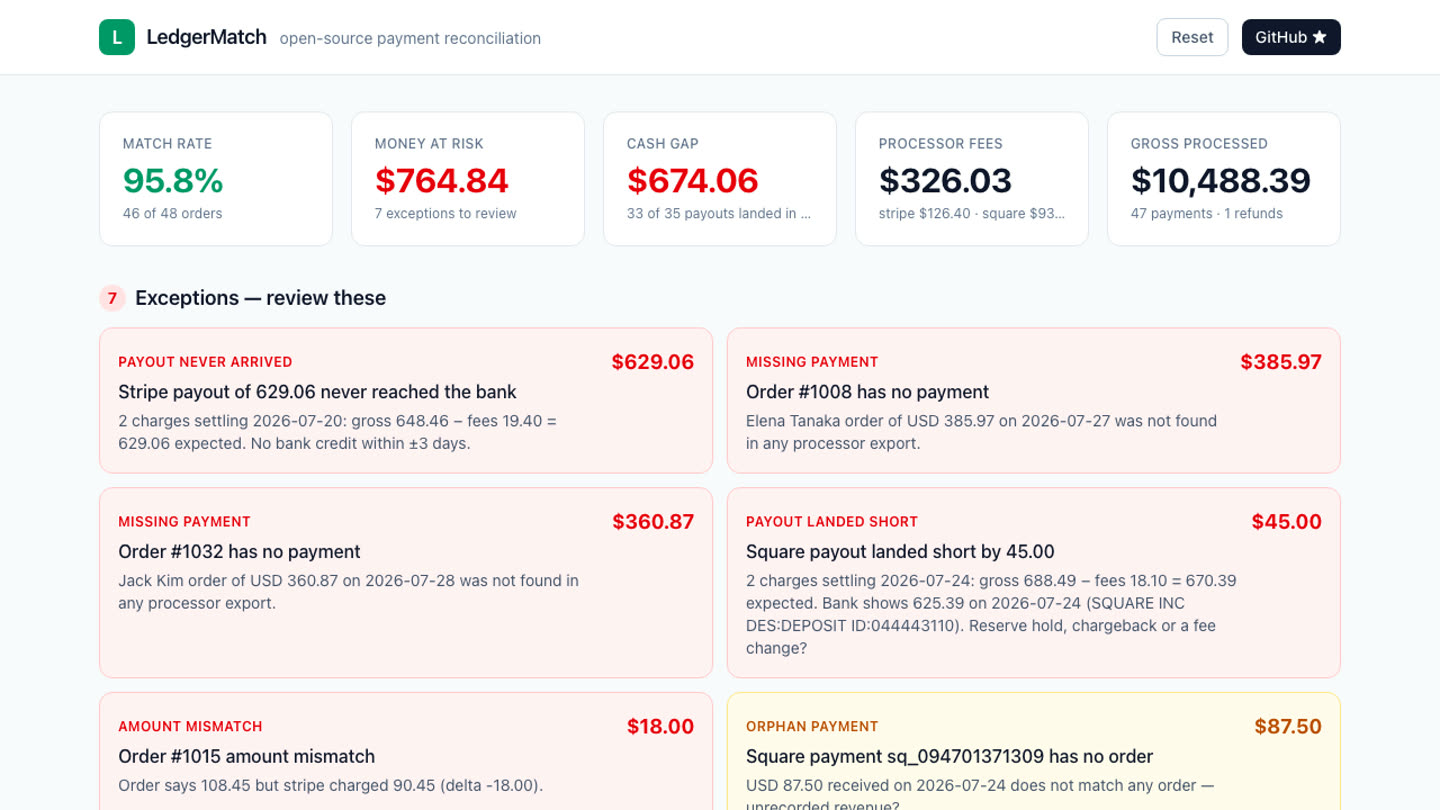 L LedgerMatch open-source payment reconciliation Reset GitHub ★
MATCH RATE
95.8%
46 of 48 orders
MONEY AT RISK
$764.84
7 exceptions to review
CASH GAP
$674.06
33 of 35 payouts landed in ...
PROCESSOR FEES
$326.03
stripe $126.40 · square $93...
GROSS PROCESSED
$10,488.39
47 payments · 1 refunds
7 Exceptions — review these
PAYOUT NEVER ARRIVED $629.06
Stripe payout of 629.06 never reached the bank
2 charges settling 2026-07-20: gross 648.46 − fees 19.40 =
629.06 expected. No bank credit within ±3 days.
MISSING PAYMENT $385.97
Order #1008 has no payment
Elena Tanaka order of USD 385.97 on 2026-07-27 was not found
in any processor export.
MISSING PAYMENT $360.87
Order #1032 has no payment
Jack Kim order of USD 360.87 on 2026-07-28 was not found in
any processor export.
PAYOUT LANDED SHORT $45.00
Square payout landed short by 45.00
2 charges settling 2026-07-24: gross 688.49 − fees 18.10 = 670.39
expected. Bank shows 625.39 on 2026-07-24 (SQUARE INC
DES:DEPOSIT ID:044443110). Reserve hold, chargeback or a fee
change?
AMOUNT MISMATCH $18.00
Order #1015 amount mismatch
Order says 108.45 but stripe charged 90.45 (delta -18.00).
ORPHAN PAYMENT $87.50
Square payment sq_094701371309 has no order
USD 87.50 received on 2026-07-24 does not match any order —
unrecorded revenue?